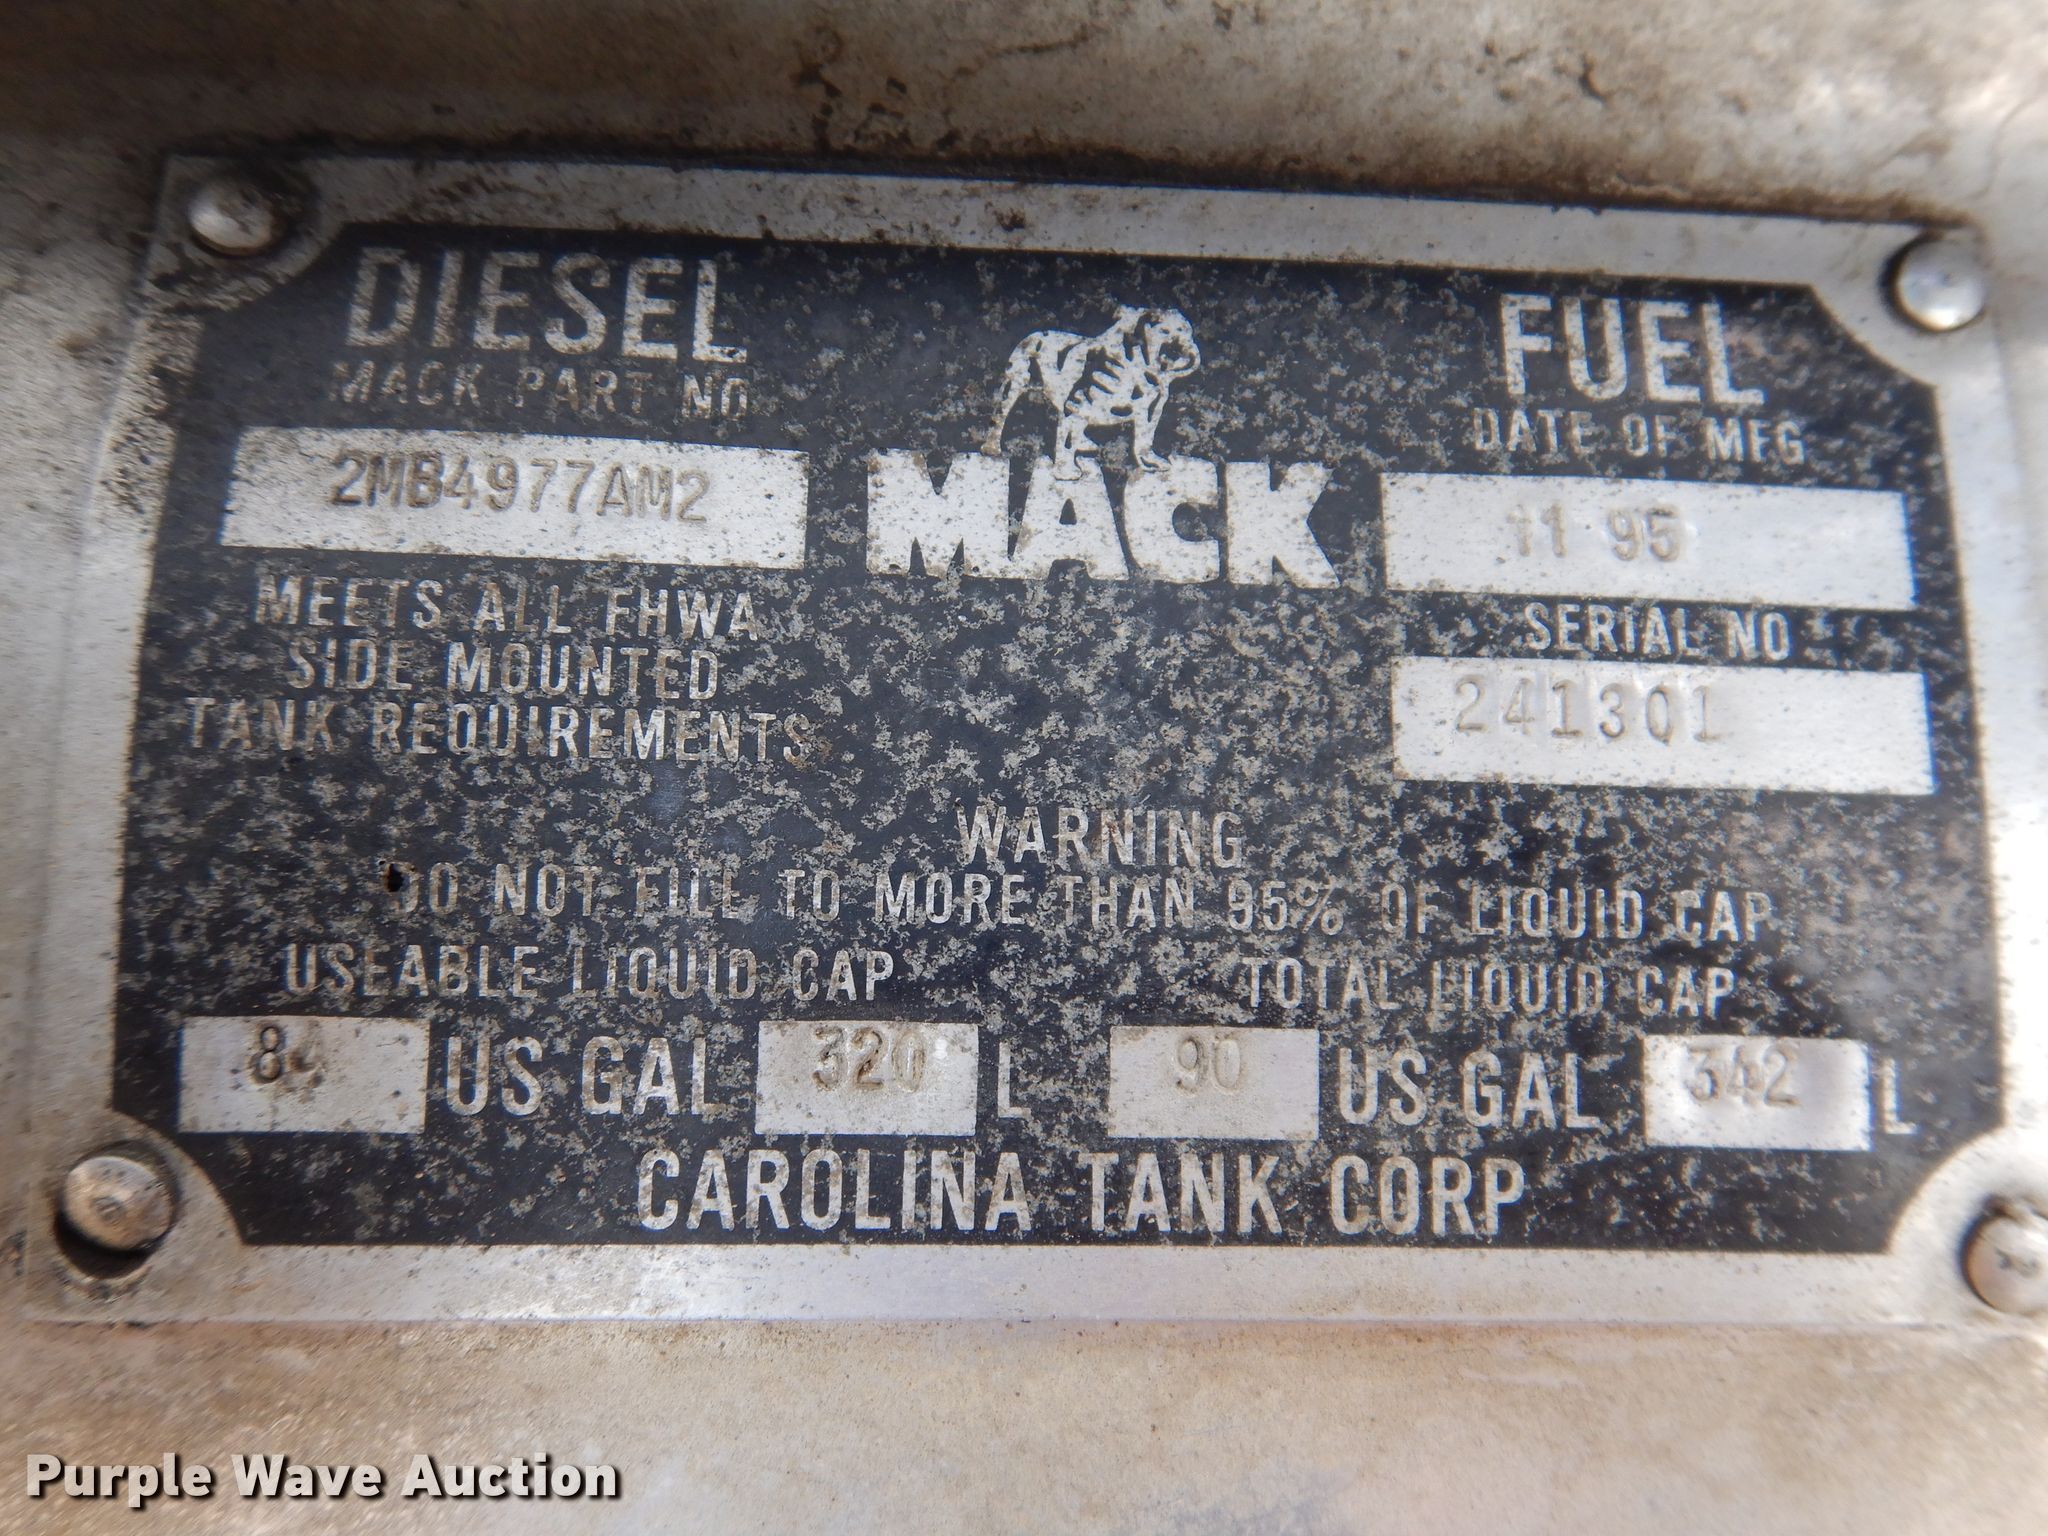 DIESEL FUEL
MACK PART NO
2MB4977AM2
MACK
DATE OF MFG
11 95
SERIAL NO
241301
MEETS ALL FHWA
SIDE MOUNTED
TANK REQUIREMENTS
WARNING
DO NOT FILL TO MORE THAN 95% OF LIQUID CAP
USEABLE LIQUID CAP TOTAL LIQUID CAP
84 US GAL 320 L 90 US GAL 342 L
CAROLINA TANK CORP
Purple Wave Auction